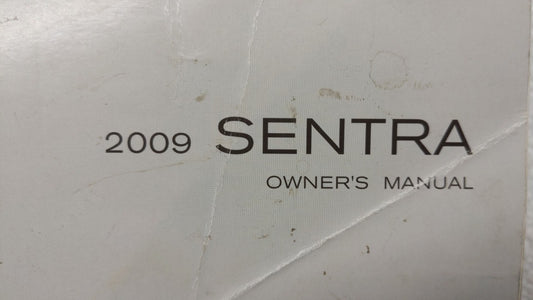 2009 SENTRA
OWNER'S MANUAL